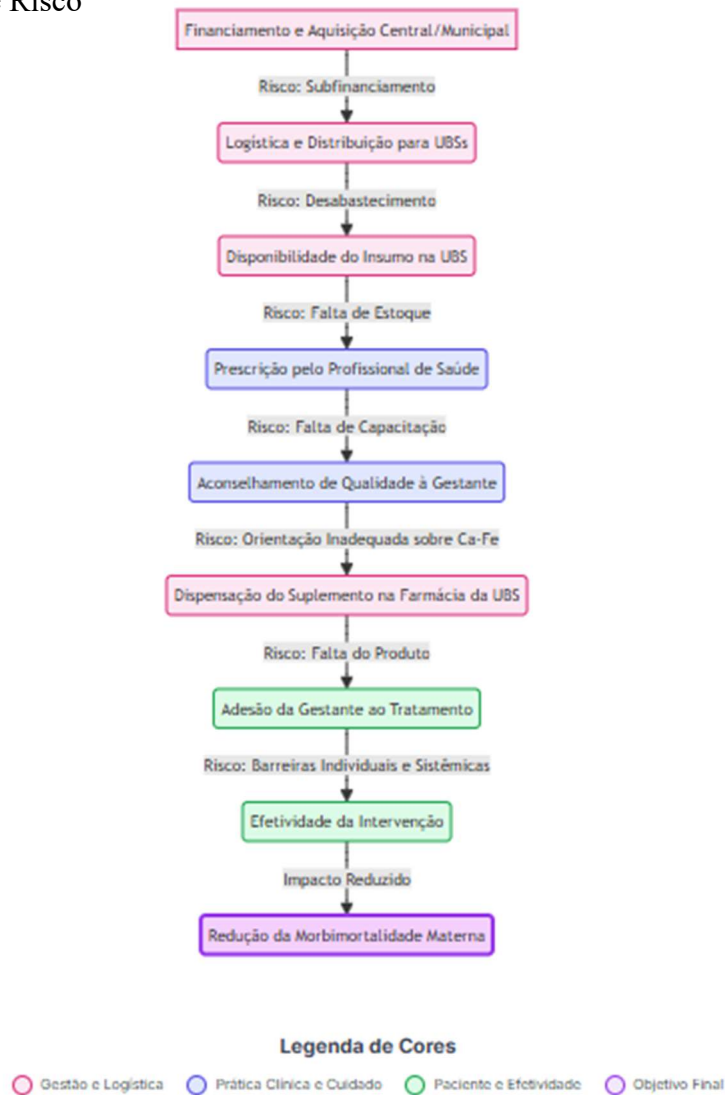 Risco
Financiamento e Aquisição Central/Municipal
Risco: Subfinanciamento
Logística e Distribuição para UBSs
Risco: Desabastecimento
Disponibilidade do Insumo na UBS
Risco: Falta de Estoque
Prescrição pelo Profissional de Saúde
Risco: Falta de Capacitação
Aconselhamento de Qualidade à Gestante
Risco: Orientação Inadequada sobre Ca-Fe
Dispensação do Suplemento na Farmácia da UBS
Risco: Falta do Produto
Adesão da Gestante ao Tratamento
Risco: Barreiras Individuais e Sistêmicas
Efetividade da Intervenção
Impacto Reduzido
Redução da Morbimortalidade Materna
Legenda de Cores
Gestão e Logística Prática Clínica e Cuidado Paciente e Efetividade Objetivo Final